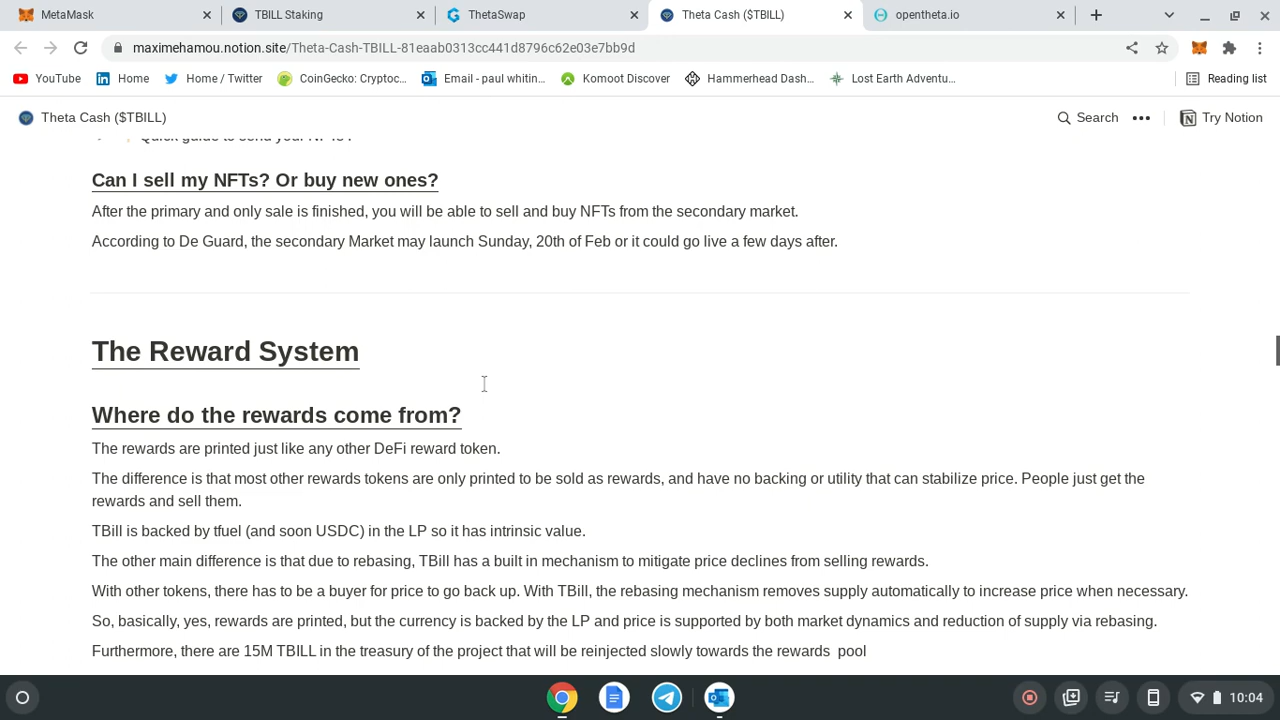 MetaMask
TBILL Staking
ThetaSwap
Theta Cash ($TBILL)
opentheta.io
maximehamou.notion.site/Theta-Cash-TBILL-81eaab0313cc441d8796c62e03e7bb9d
YouTube
Home
Home / Twitter
CoinGecko: Cryptoc...
Email - paul whitin...
Komoot Discover
Hammerhead Dash...
Lost Earth Adventu...
Reading list
Theta Cash ($TBILL)
Search
Try Notion
Quick guide to send your NFTs?
Can I sell my NFTs? Or buy new ones?
After the primary and only sale is finished, you will be able to sell and buy NFTs from the secondary market.
According to De Guard, the secondary Market may launch Sunday, 20th of Feb or it could go live a few days after.
The Reward System
Where do the rewards come from?
The rewards are printed just like any other DeFi reward token.
The difference is that most other rewards tokens are only printed to be sold as rewards, and have no backing or utility that can stabilize price. People just get the
rewards and sell them.
TBill is backed by tfuel (and soon USDC) in the LP so it has intrinsic value.
The other main difference is that due to rebasing, TBill has a built in mechanism to mitigate price declines from selling rewards.
With other tokens, there has to be a buyer for price to go back up. With TBill, the rebasing mechanism removes supply automatically to increase price when necessary.
So, basically, yes, rewards are printed, but the currency is backed by the LP and price is supported by both market dynamics and reduction of supply via rebasing.
Furthermore, there are 15M TBILL in the treasury of the project that will be reinjected slowly towards the rewards  pool
10:04